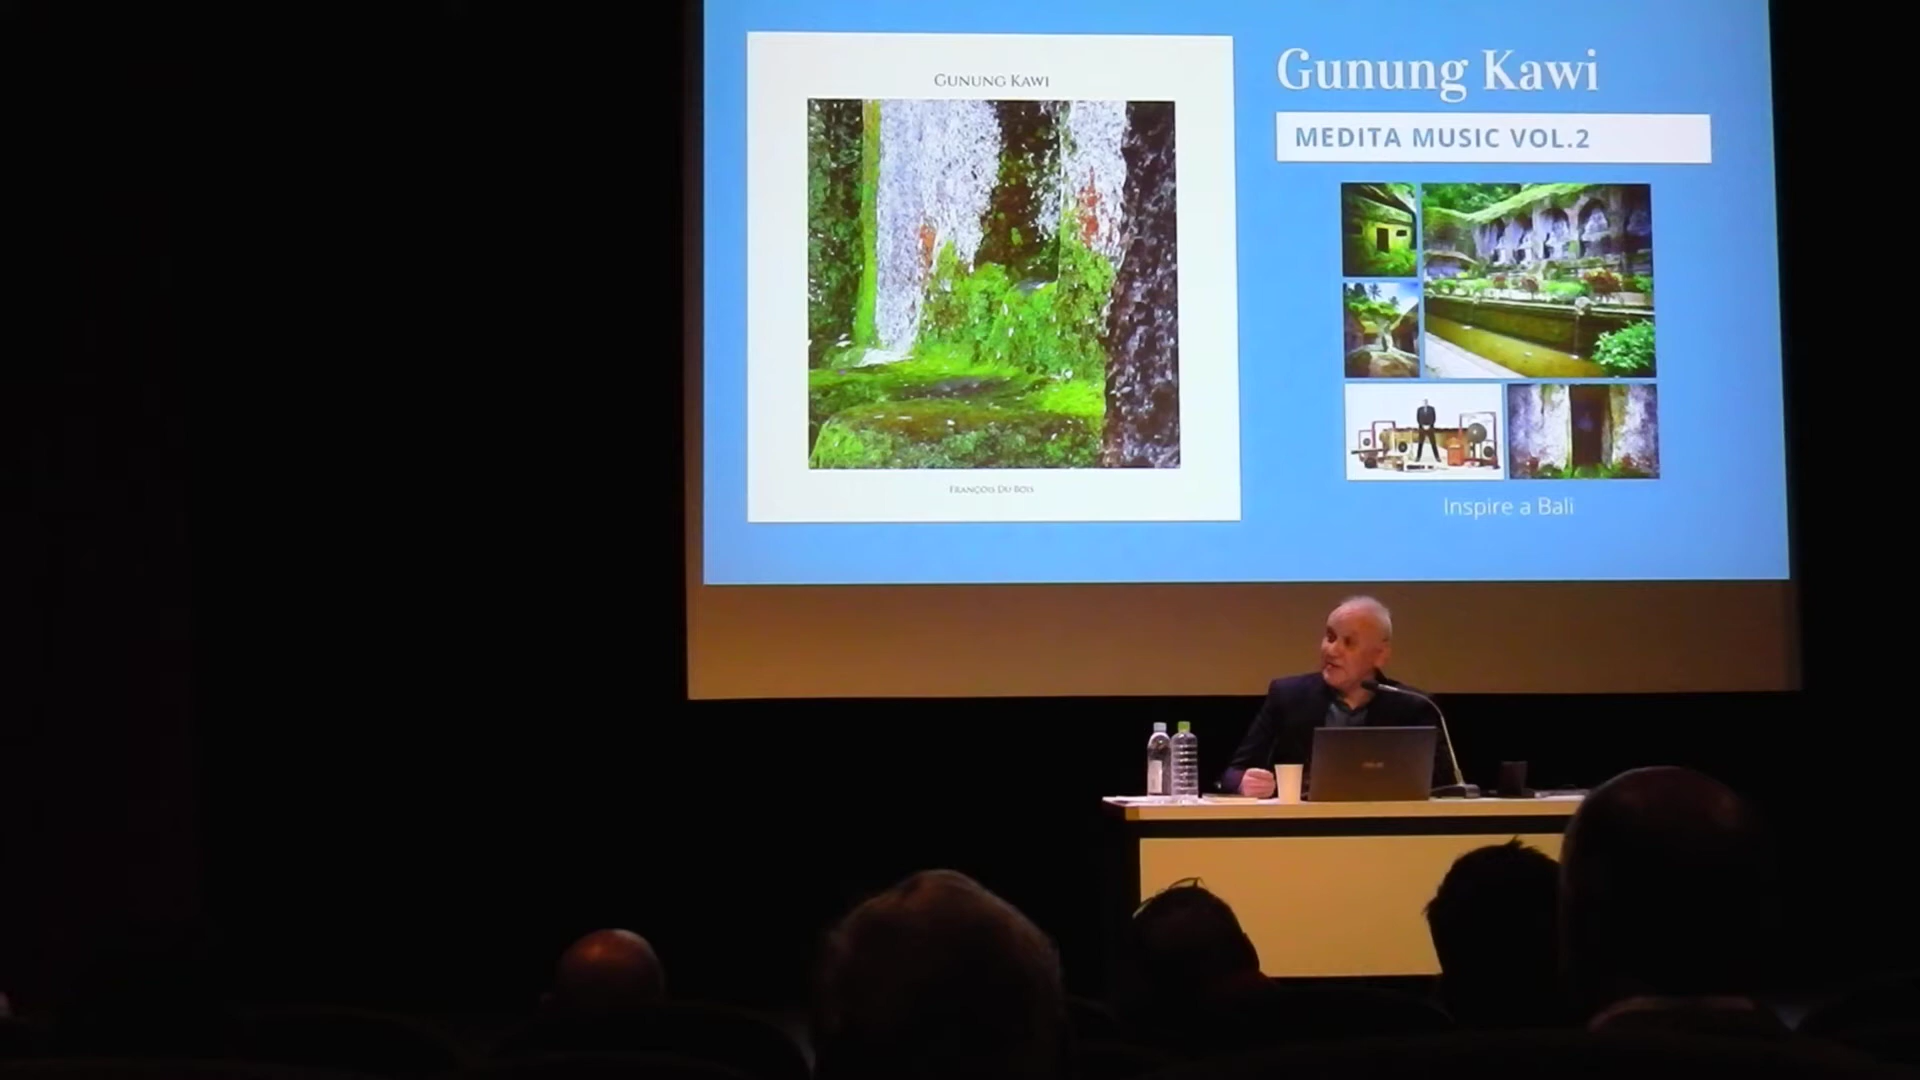 GUNUNG KAWI
FRANÇOIS DU BOIS
Gunung Kawi
MEDITA MUSIC VOL.2
Inspire a Bali